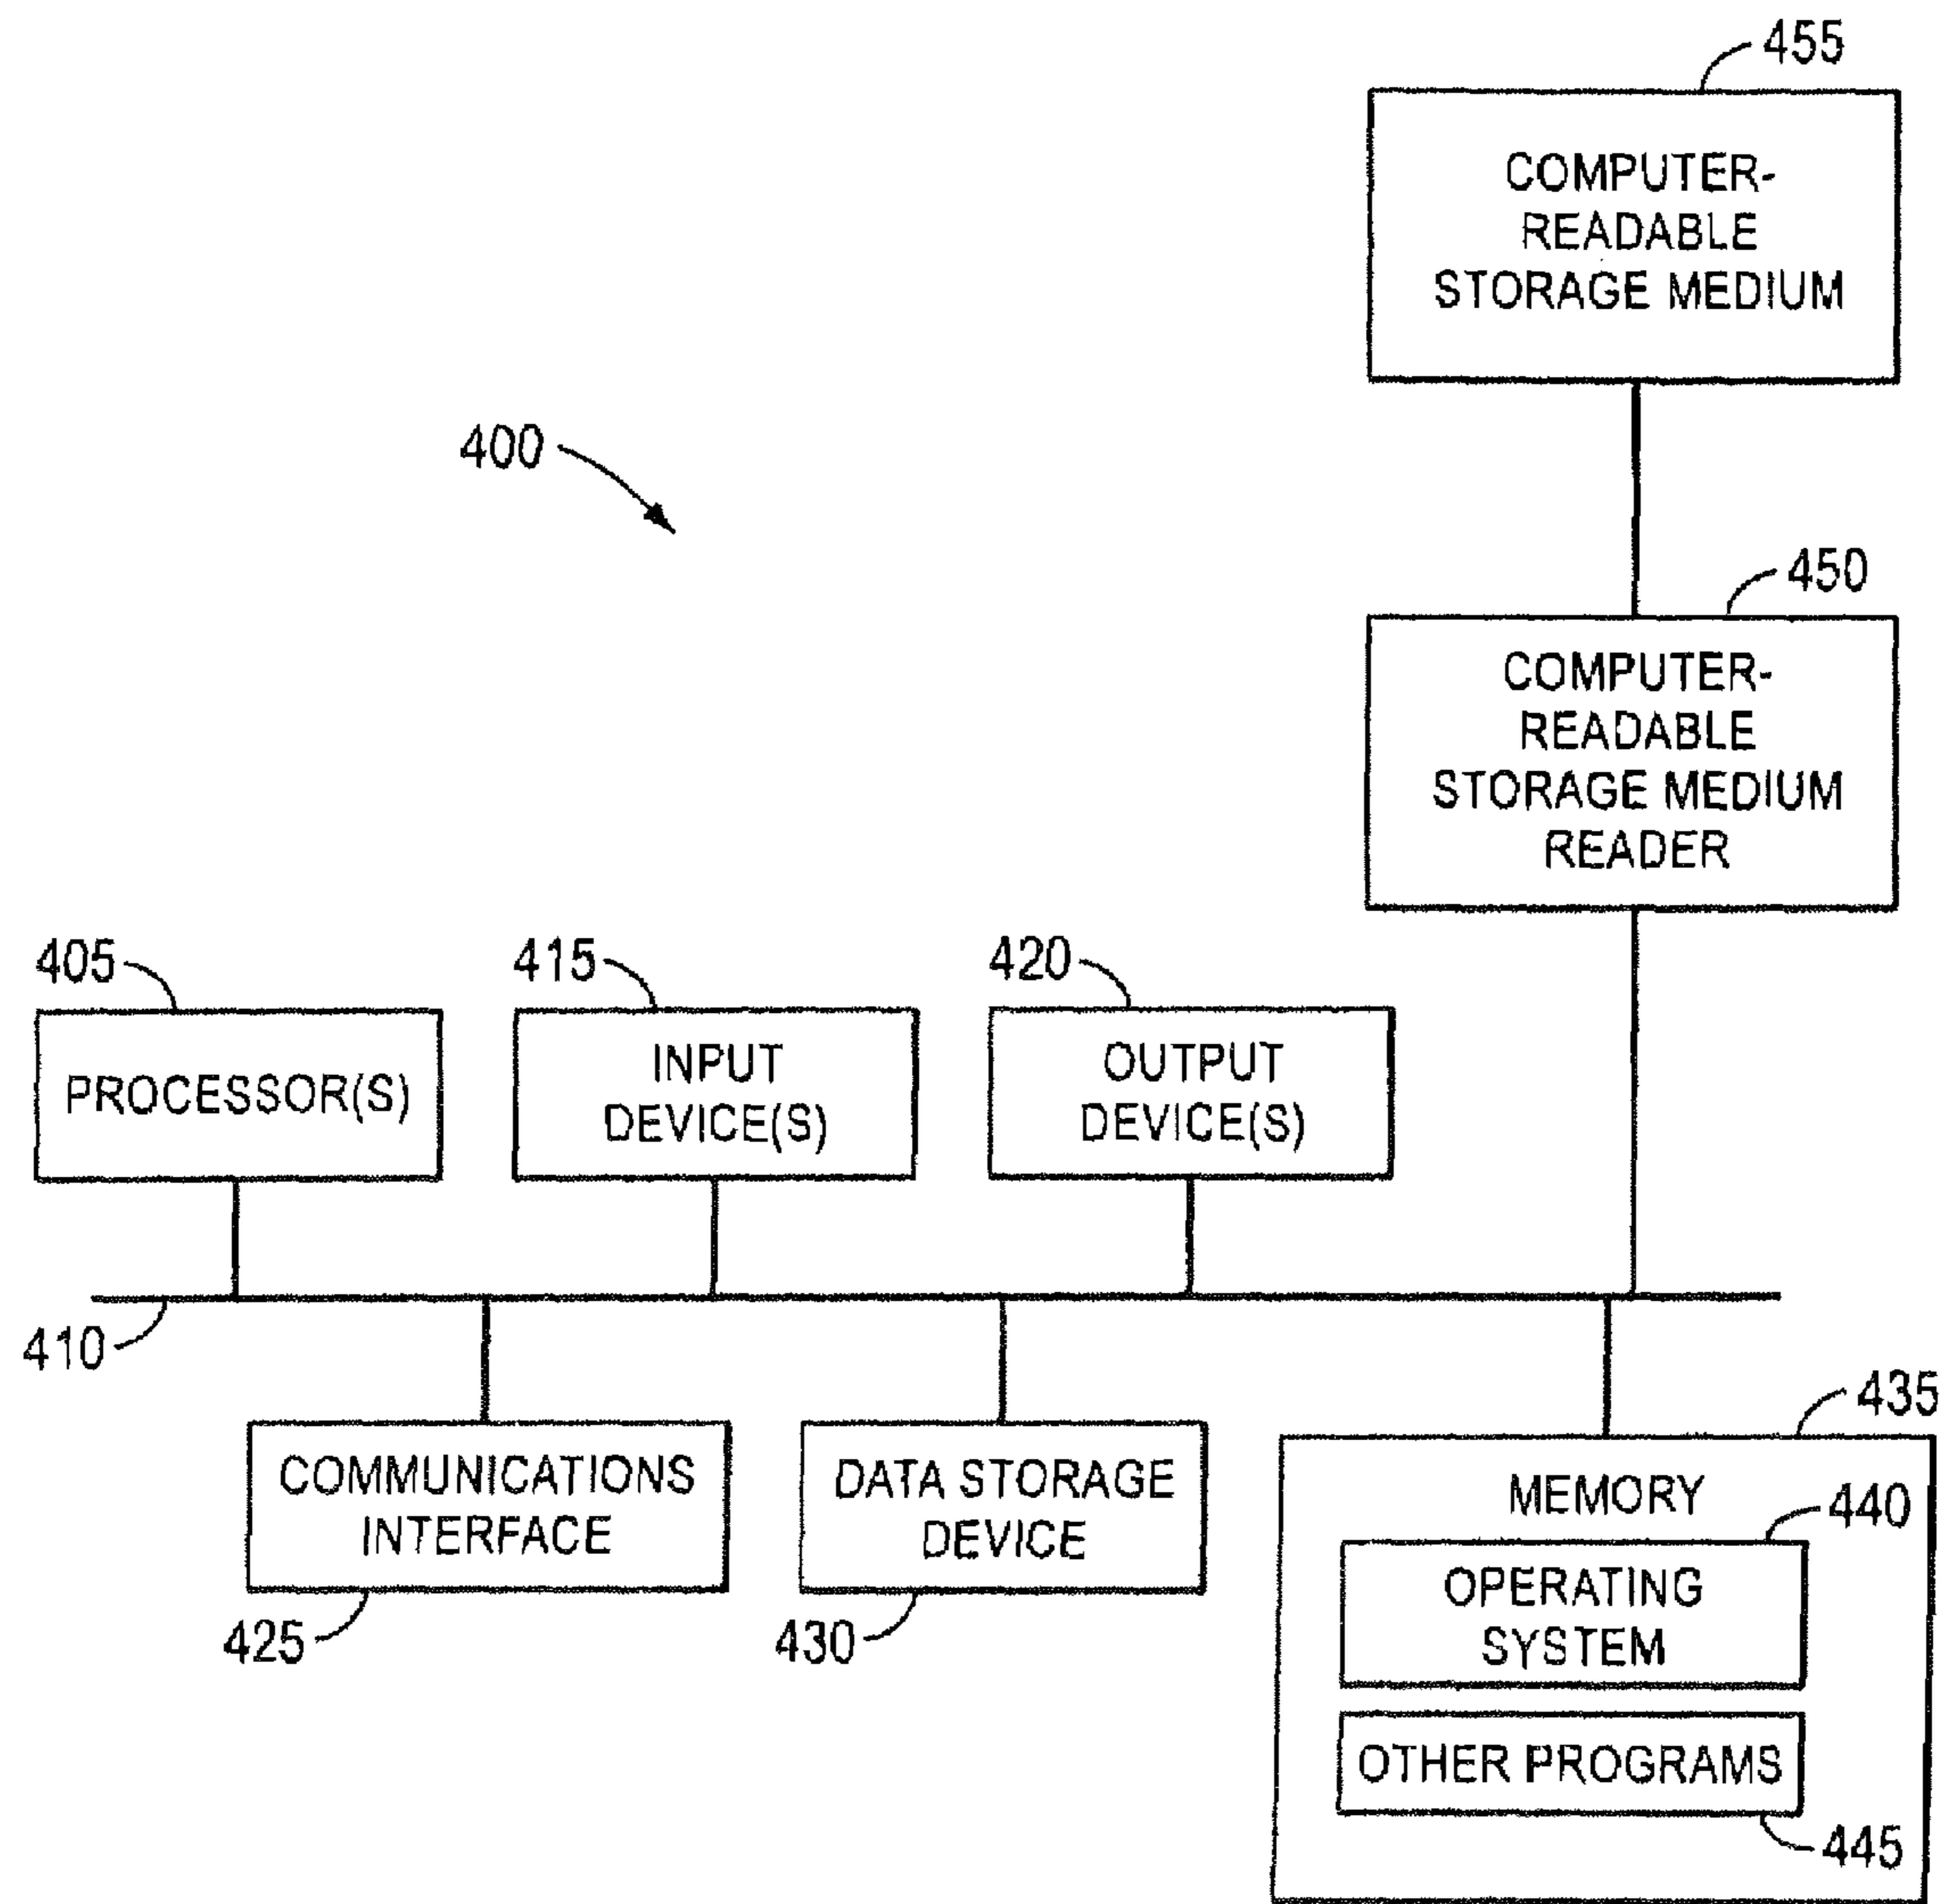 455
COMPUTER-
READABLE
STORAGE MEDIUM
400
450
COMPUTER-
READABLE
STORAGE MEDIUM
READER
405
415
420
PROCESSOR(S)
INPUT
DEVICE(S)
OUTPUT
DEVICE(S)
410
435
COMMUNICATIONS
INTERFACE
DATA STORAGE
DEVICE
MEMORY
440
OPERATING
SYSTEM
425
430
OTHER PROGRAMS
445